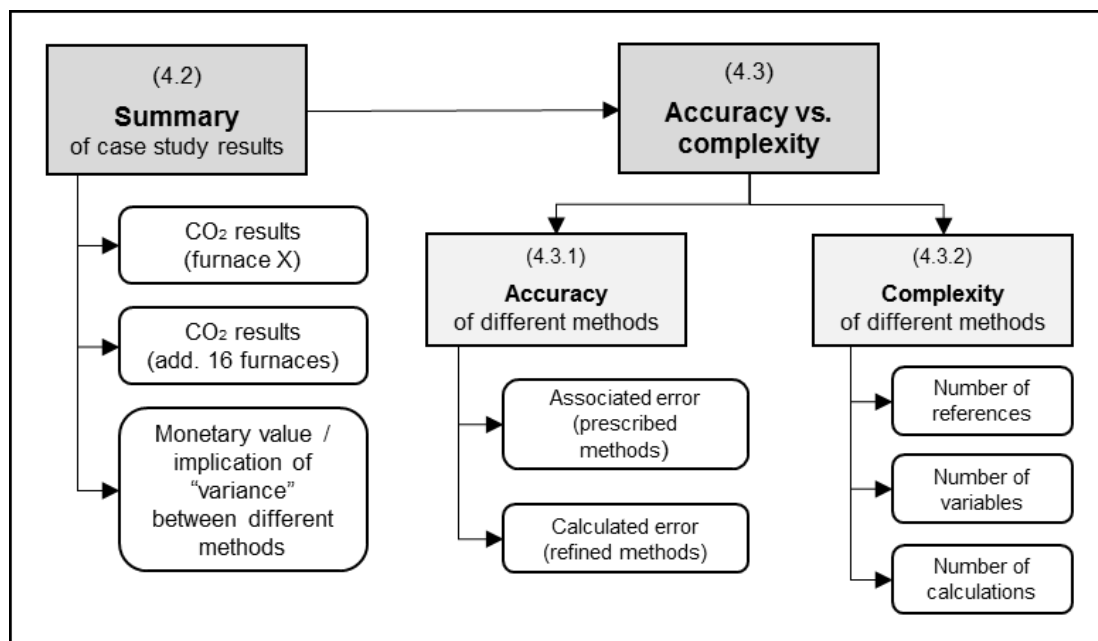 (4.2)
Summary
of case study results
CO₂ results
(furnace X)
CO₂ results
(add. 16 furnaces)
Monetary value /
implication of
“variance”
between different
methods
(4.3)
Accuracy vs.
complexity
(4.3.1)
Accuracy
of different methods
Associated error
(prescribed
methods)
Calculated error
(refined methods)
(4.3.2)
Complexity
of different methods
Number of
references
Number of
variables
Number of
calculations